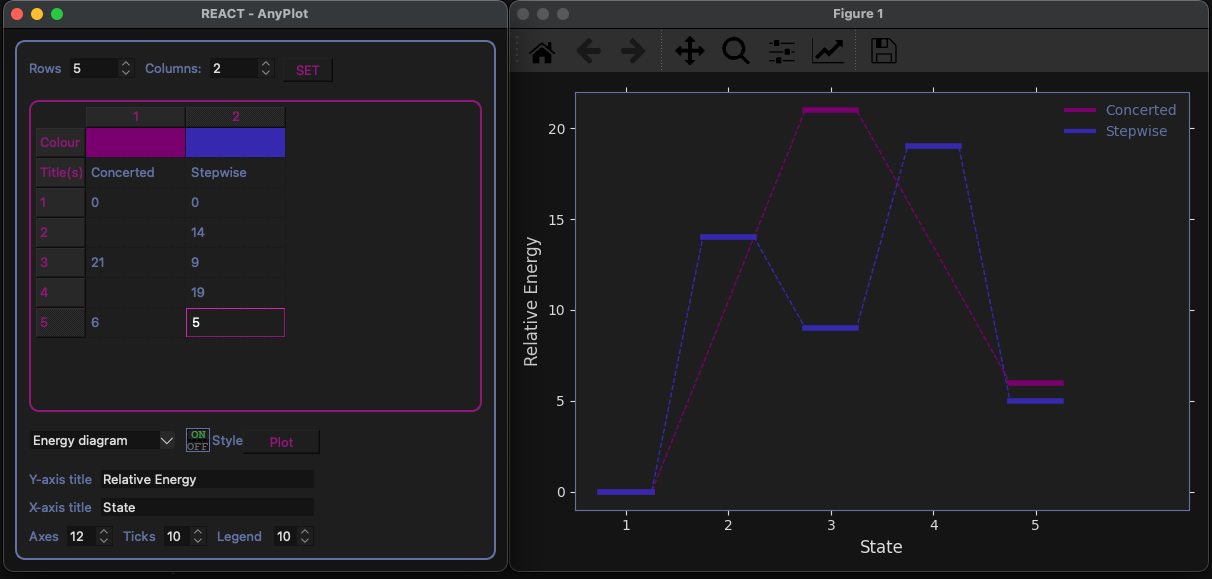 REACT - AnyPlot
Rows 5 Columns: 2 SET
1 2
Colour
Title(s) Concerted Stepwise
1 0 0
2 14
3 21 9
4 19
5 6 5
Energy diagram ON OFF Style Plot
Y-axis title Relative Energy
X-axis title State
Axes 12 Ticks 10 Legend 10
Figure 1
Concerted
Stepwise
20
15
10
5
0
Relative Energy
1 2 3 4 5
State